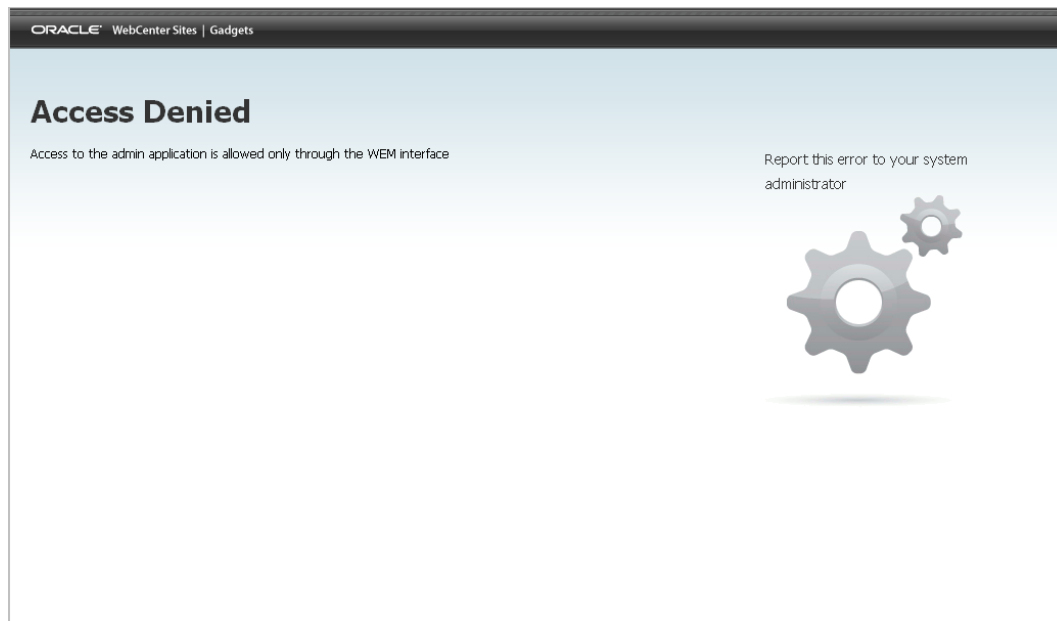 ORACLE® WebCenter Sites | Gadgets
Access Denied
Access to the admin application is allowed only through the WEM interface
Report this error to your system
administrator